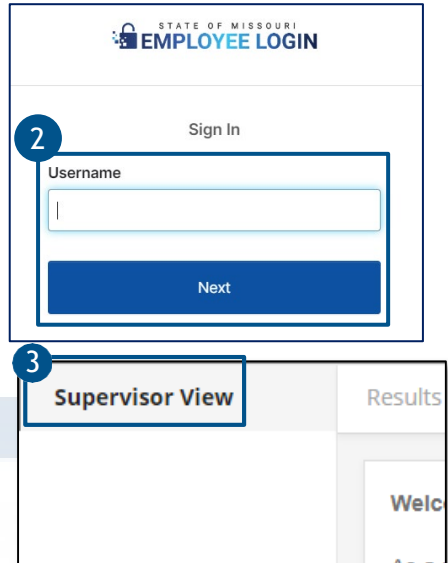 STATE OF MISSOURI
EMPLOYEE LOGIN
Sign In
2
Username
Next
3
Supervisor View
Results